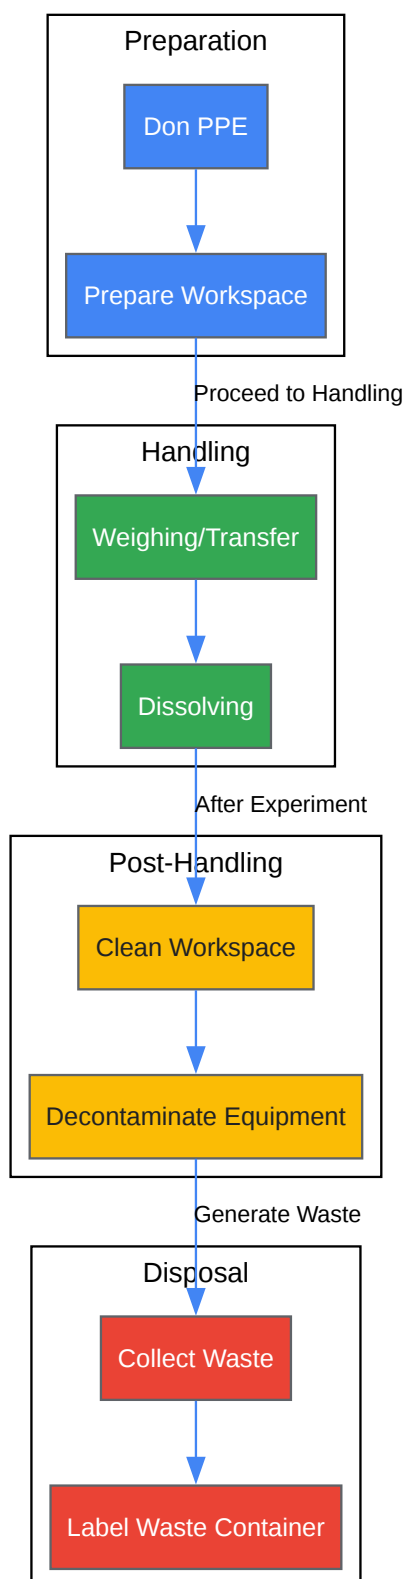 Preparation
Don PPE
Prepare Workspace
Proceed to Handling
Handling
Weighing/Transfer
Dissolving
After Experiment
Post-Handling
Clean Workspace
Decontaminate Equipment
Generate Waste
Disposal
Collect Waste
Label Waste Container